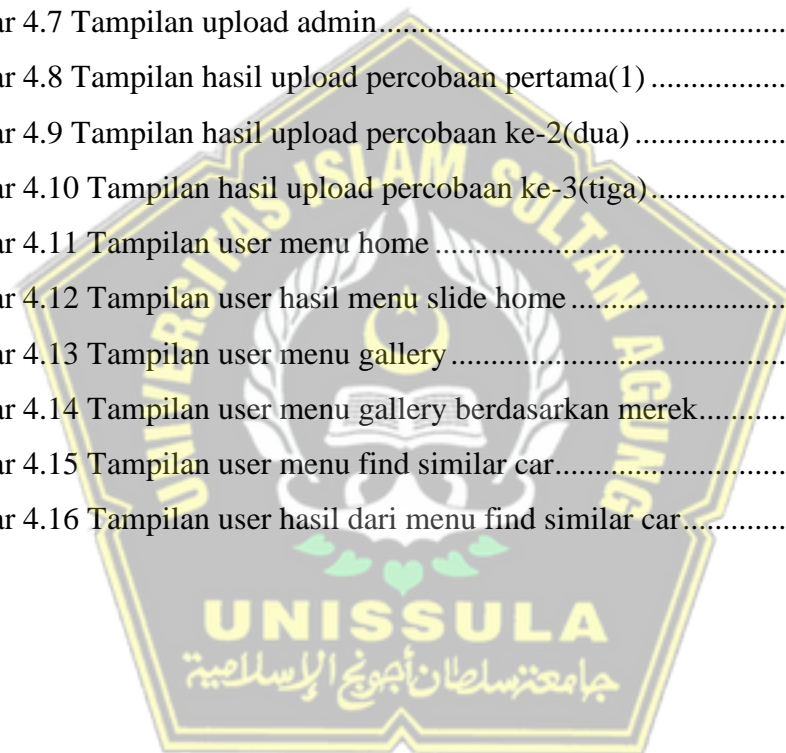 ar 4.7 Tampilan upload admin................................................
ar 4.8 Tampilan hasil upload percobaan pertama(1) ................
ar 4.9 Tampilan hasil upload percobaan ke-2(dua) ..................
ar 4.10 Tampilan hasil upload percobaan ke-3(tiga)................
ar 4.11 Tampilan user menu home .........................................
ar 4.12 Tampilan user hasil menu slide home .........................
ar 4.13 Tampilan user menu gallery .......................................
ar 4.14 Tampilan user menu gallery berdasarkan merek...........
ar 4.15 Tampilan user menu find similar car...........................
ar 4.16 Tampilan user hasil dari menu find similar car.............
UNIVERSITAS ISLAM SULTAN AGUNG
UNISSULA
جامعتسلطان أجونج الإسلامية